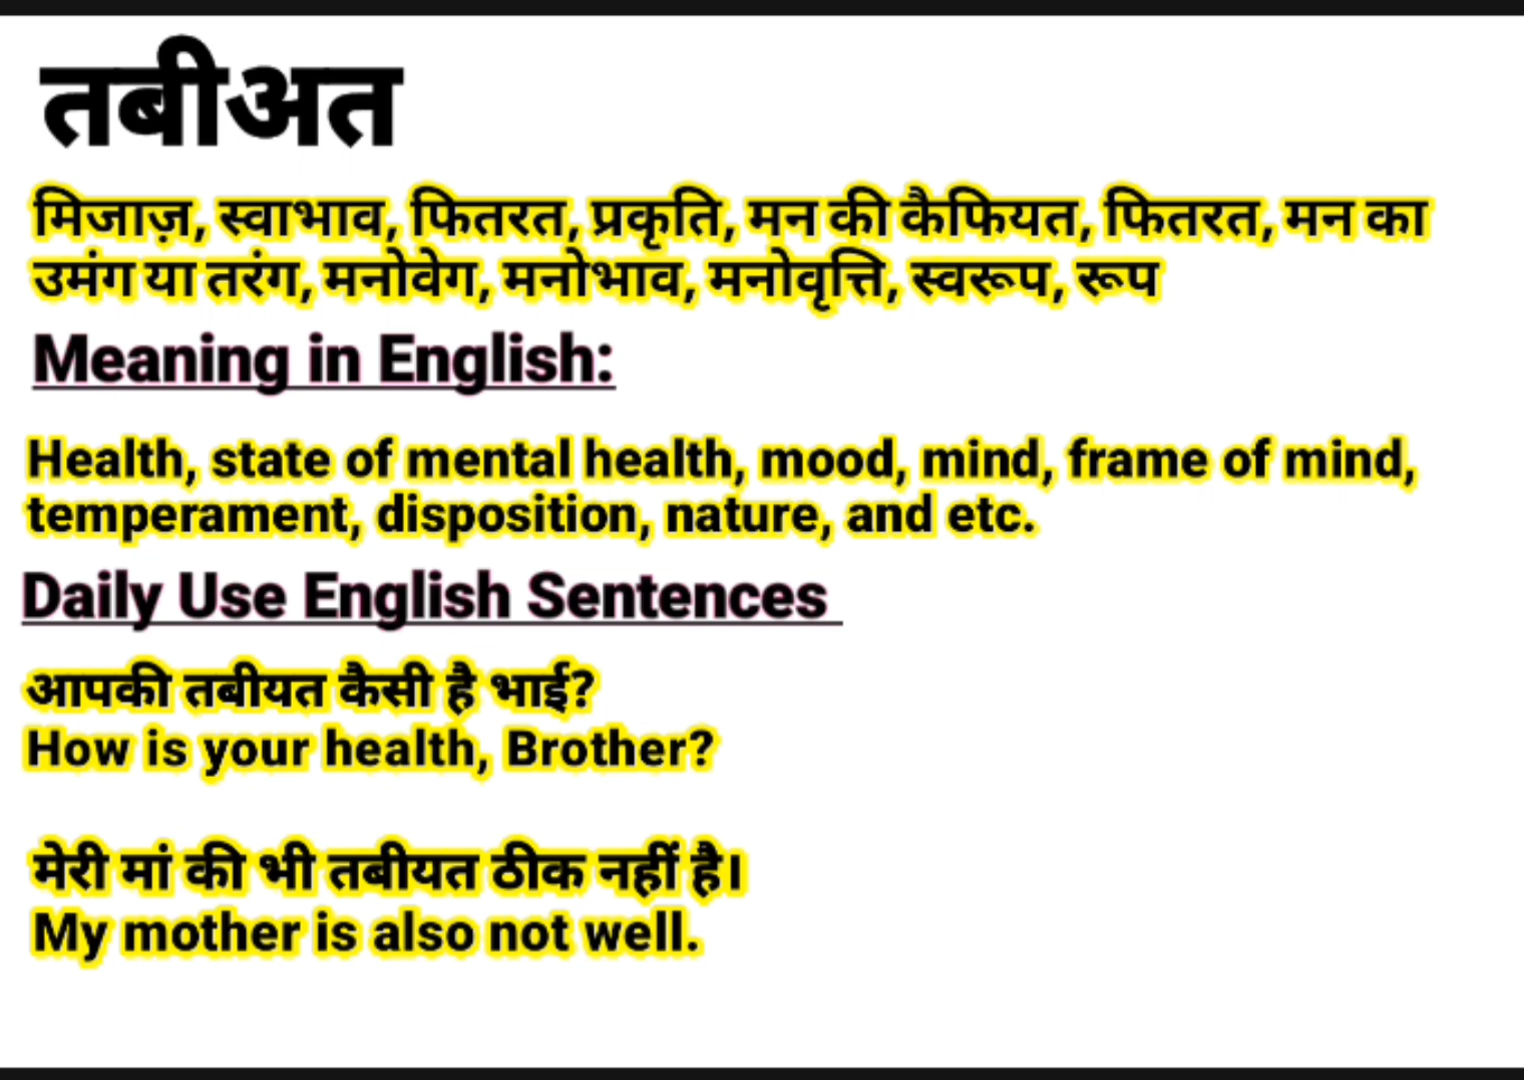 तबीअत
मिजाज़, स्वाभाव, फितरत, प्रकृति, मन की कैफियत, फितरत, मन का
उमंग या तरंग, मनोवेग, मनोभाव, मनोवृत्ति, स्वरूप, रूप
Meaning in English:
Health, state of mental health, mood, mind, frame of mind,
temperament, disposition, nature, and etc.
Daily Use English Sentences
आपकी तबीयत कैसी है भाई?
How is your health, Brother?
मेरी मां की भी तबीयत ठीक नहीं है।
My mother is also not well.